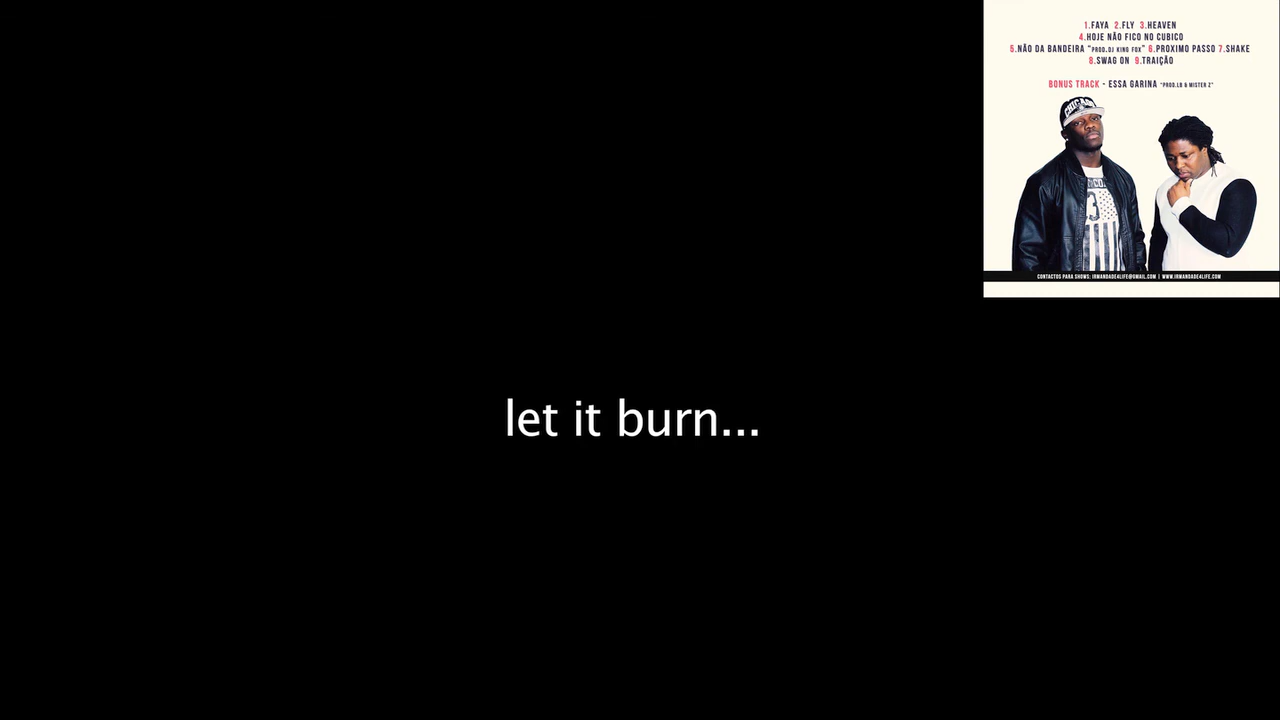 1.FAYA 2.FLY 3.HEAVEN
4.HOJE NÃO FICO NO CUBICO
5.NÃO DA BANDEIRA "PROD.DJ KING FOX" 6.PROXIMO PASSO 7.SHAKE
8.SWAG ON 9.TRAIÇÃO
BONUS TRACK - ESSA GARINA "PROD.LB & MISTER Z"
CHICAGO
3
CONTACTOS PARA SHOWS: IRMANDADE4LIFE@GMAIL.COM | WWW.IRMANDADE4LIFE.COM
let it burn...